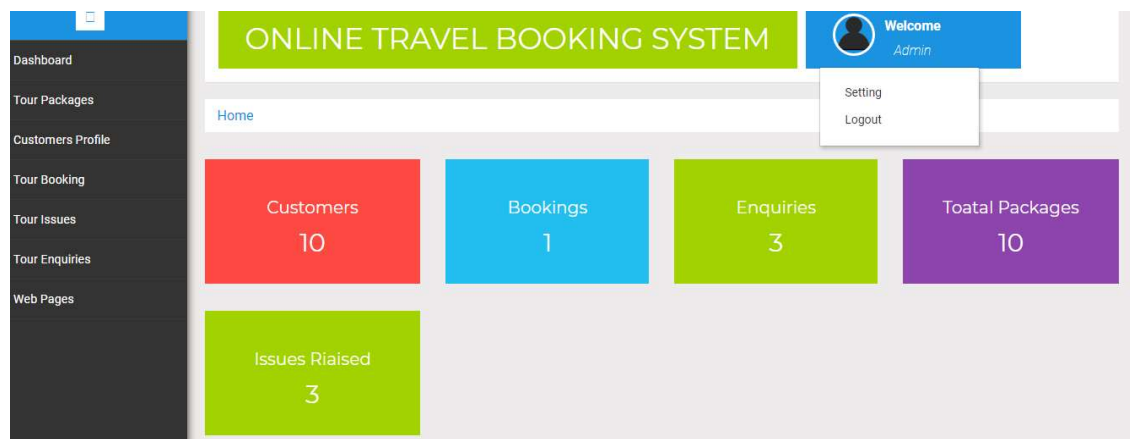 ONLINE TRAVEL BOOKING SYSTEM
Welcome
Admin
Setting
Logout
Dashboard
Tour Packages
Customers Profile
Tour Booking
Tour Issues
Tour Enquiries
Web Pages
Home
Customers
10
Bookings
1
Enquiries
3
Toatal Packages
10
Issues Riaised
3